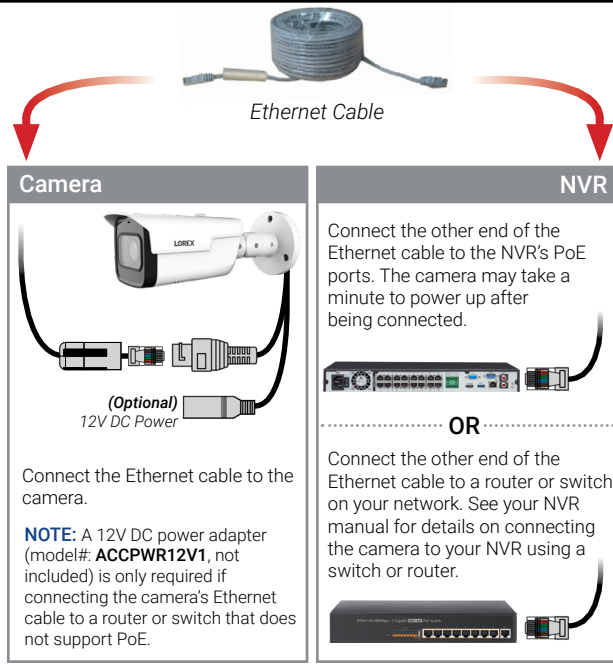 Ethernet Cable
Camera
LOREX
(Optional)
12V DC Power
Connect the Ethernet cable to the
camera.
NOTE: A 12V DC power adapter
(model#: ACCPWR12V1, not
included) is only required if
connecting the camera's Ethernet
cable to a router or switch that does
not support PoE.
NVR
Connect the other end of the
Ethernet cable to the NVR's PoE
ports. The camera may take a
minute to power up after
being connected.
OR
Connect the other end of the
Ethernet cable to a router or switch
on your network. See your NVR
manual for details on connecting
the camera to your NVR using a
switch or router.